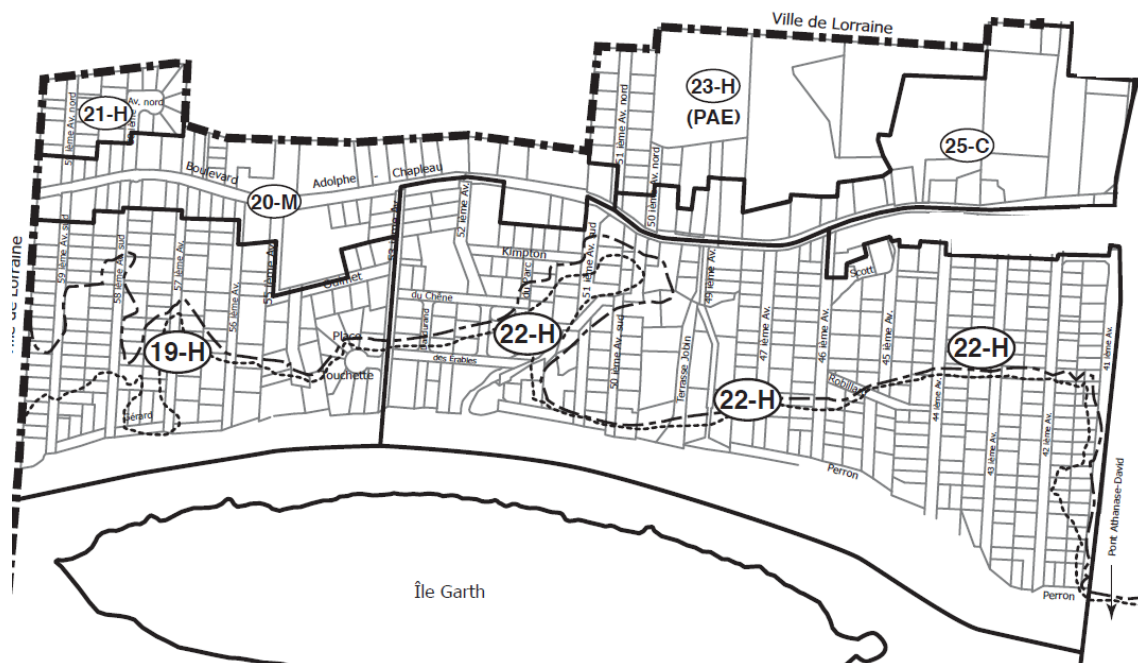 Ville de Lorraine
21-H
Av. nord
51 ième Av. nord
23-H
(PAE)
50 ième Av. nord
25-C
Boulevard
Adolphe - Chapleau
20-M
59 ième Av. sud
58 ième Av. sud
57 ième Av.
56 ième Av.
55 ième Av.
53 ième Av.
52 ième Av.
Kimpton
du Parc
51 ième Av. sud
49 ième Av.
Scott
Ouimet
du Chêne
19-H
Place
Touchette
22-H
des Érables
50 ième Av. sud
Terrasse Jobin
47 ième Av.
46 ième Av.
45 ième Av.
22-H
41 ième Av.
22-H
44 ième Av.
43 ième Av.
42 ième Av.
Gérard
Perron
Pont Athanase-David
Île Garth
Perron